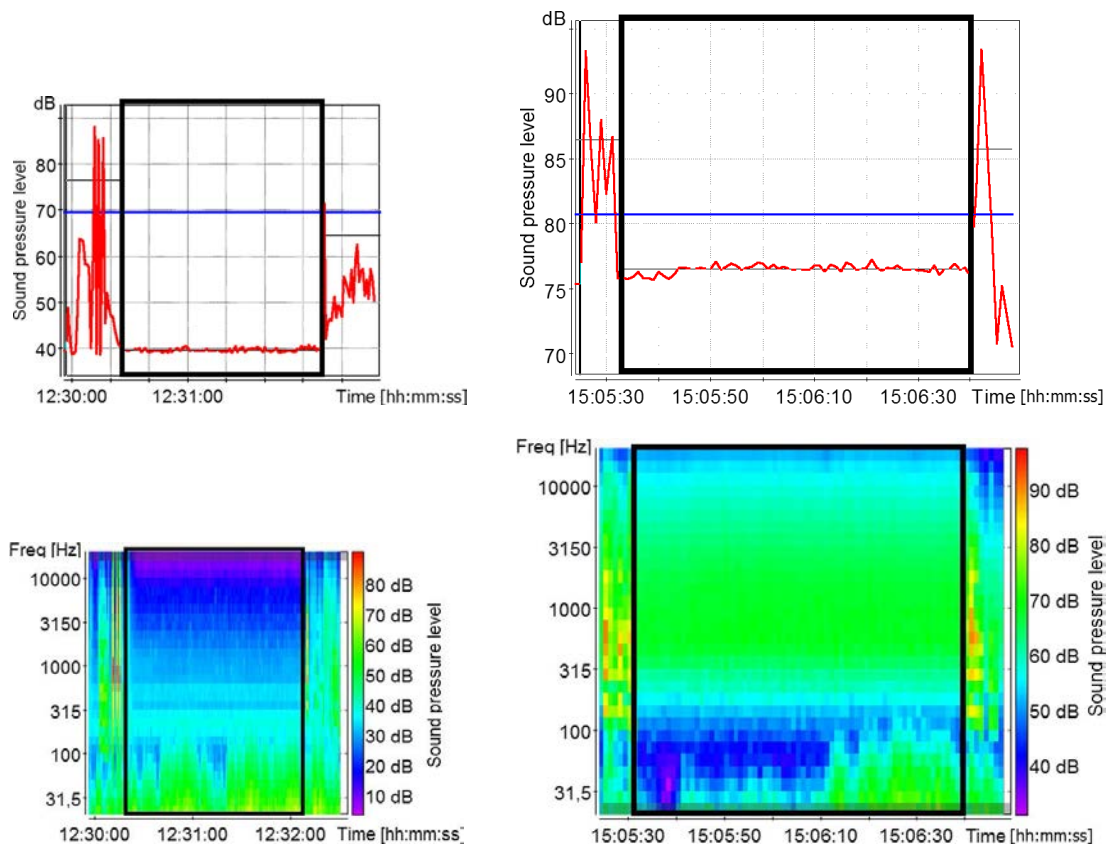 dB
80
70
60
50
40
Sound pressure level
12:30:00 12:31:00 Time [hh:mm:ss]
dB
90
85
80
75
70
Sound pressure level
15:05:30 15:05:50 15:06:10 15:06:30 Time [hh:mm:ss]
Freq [Hz]
10000
3150
1000
315
100
31.5
12:30:00 12:31:00 12:32:00 Time [hh:mm:ss]
80 dB
70 dB
60 dB
50 dB
40 dB
30 dB
20 dB
10 dB
Sound pressure level
Freq [Hz]
10000
3150
1000
315
100
31.5
15:05:30 15:05:50 15:06:10 15:06:30 Time [hh:mm:ss]
90 dB
80 dB
70 dB
60 dB
50 dB
40 dB
Sound pressure level